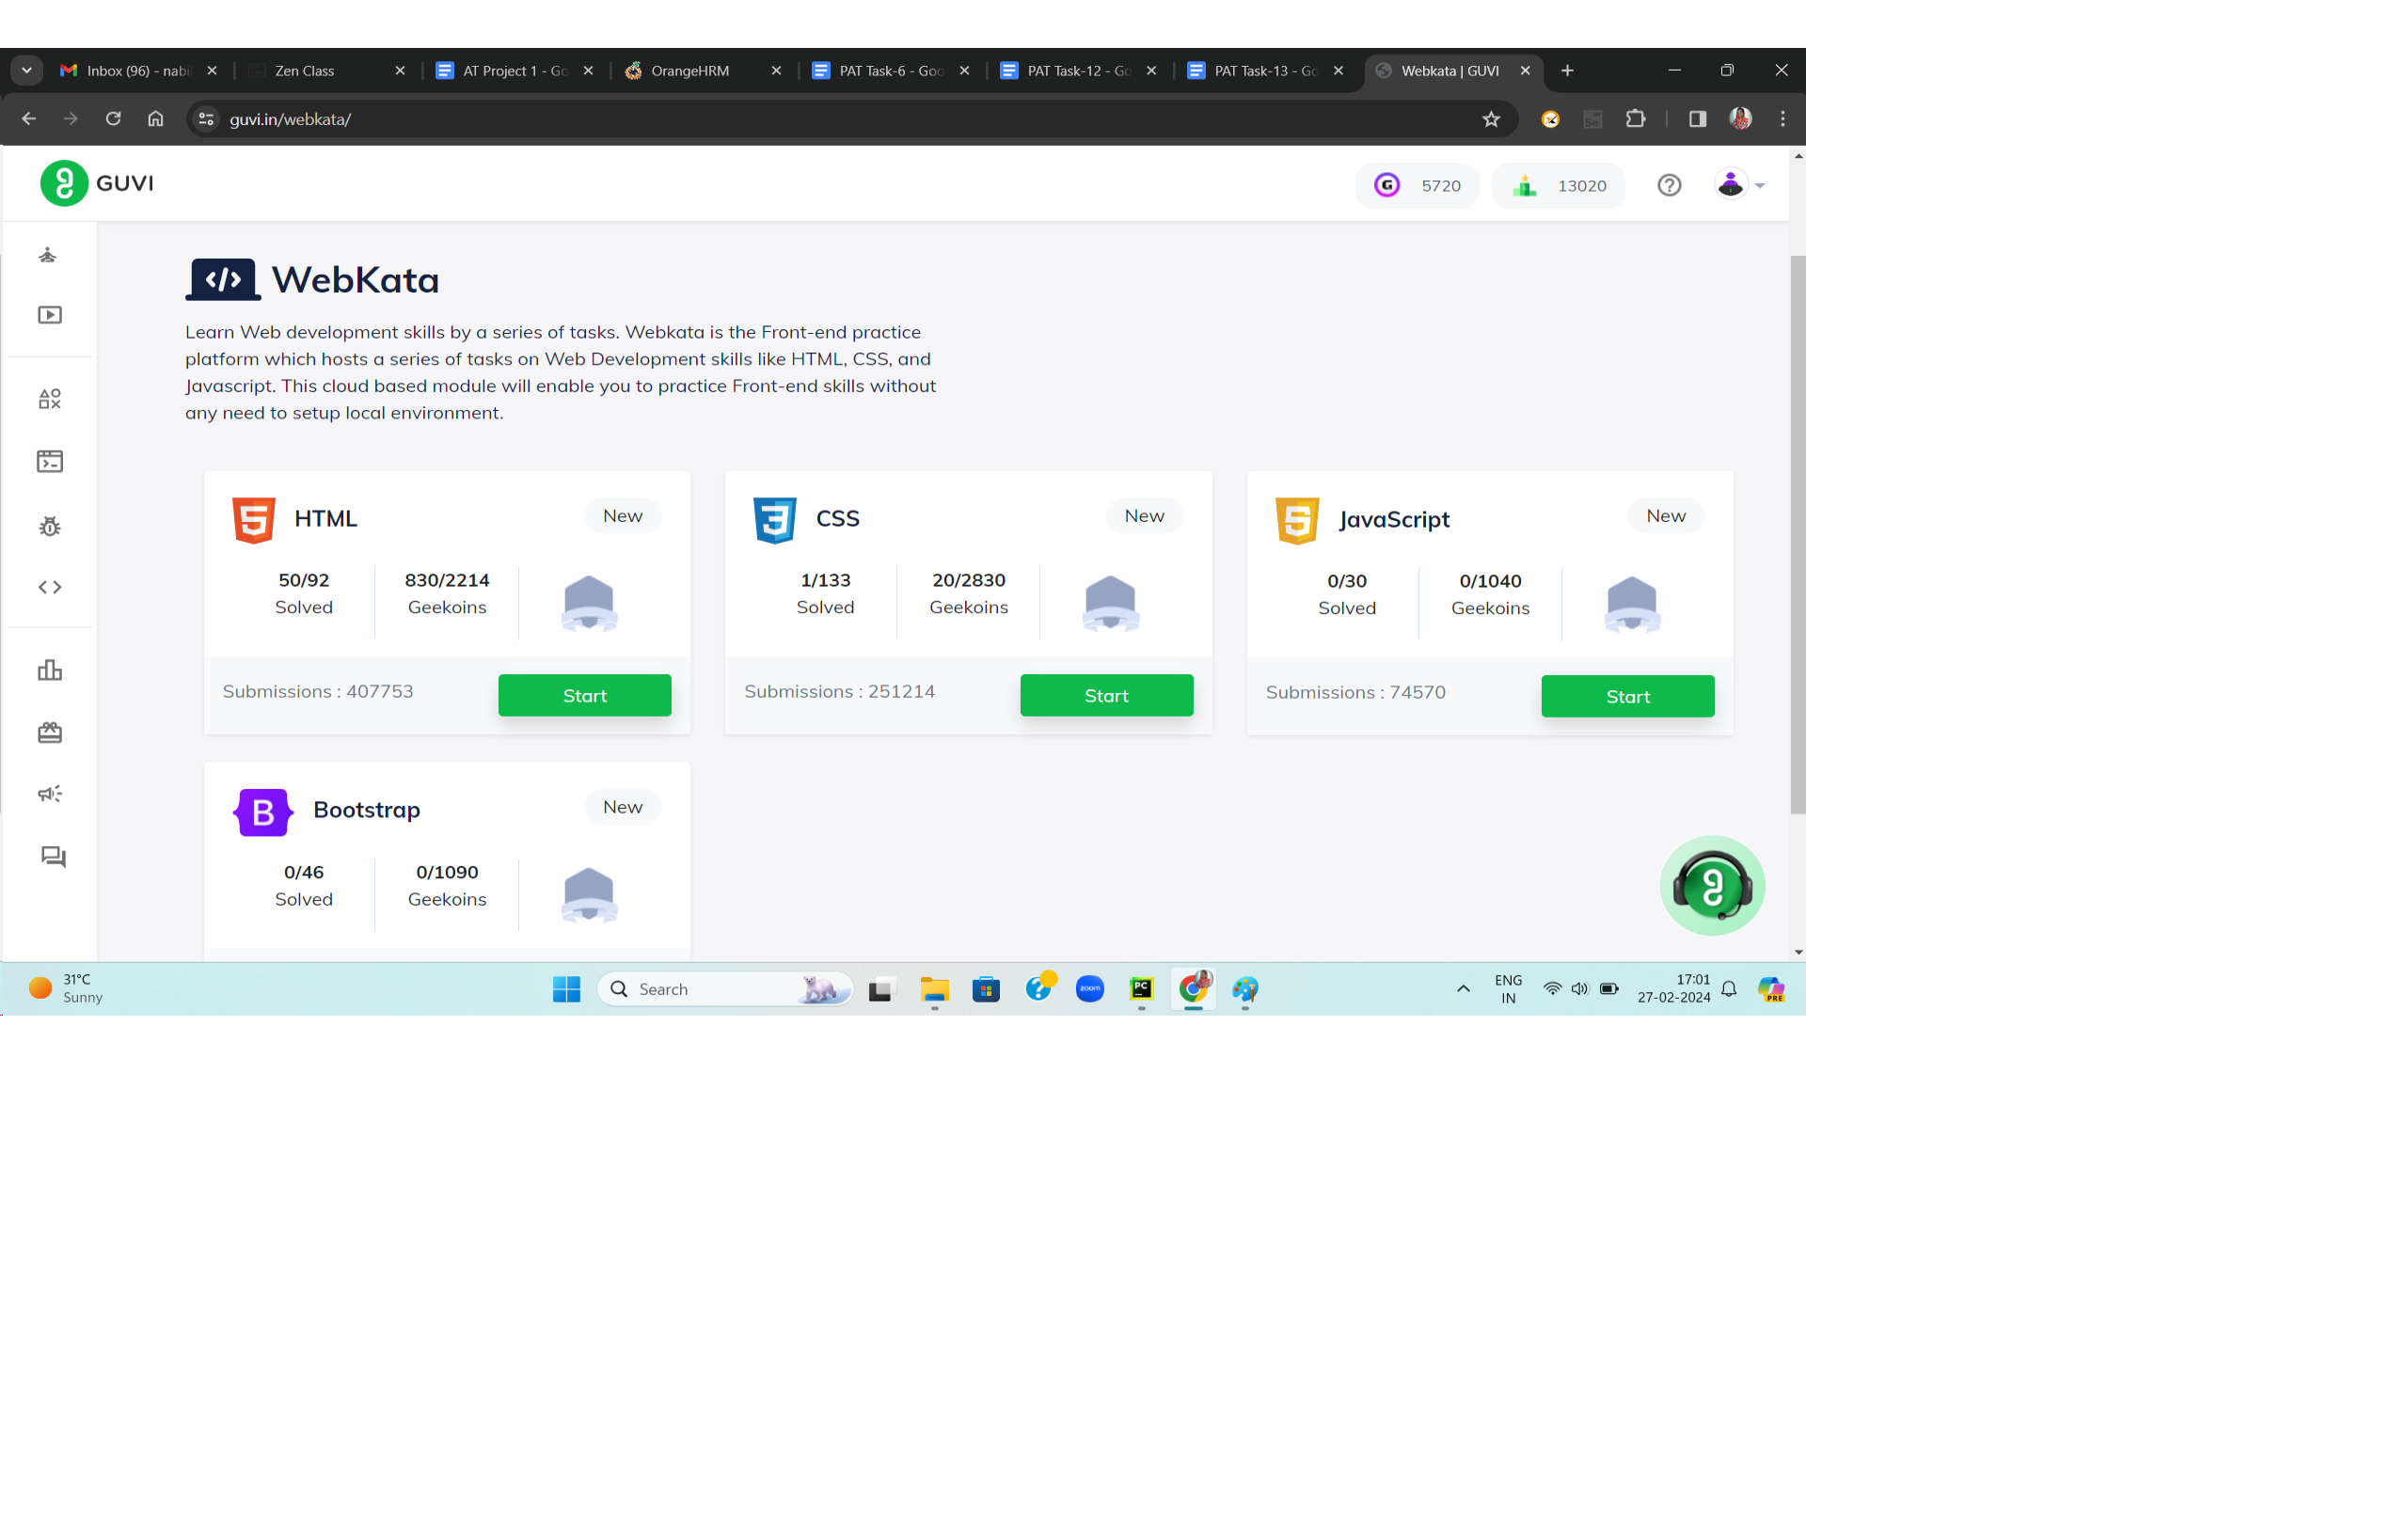 Inbox (96) - nabi
Zen Class
AT Project 1 - Go
OrangeHRM
PAT Task-6 - Goo
PAT Task-12 - Go
PAT Task-13 - Go
Webkata | GUVI
guvi.in/webkata/
GUVI
5720
13020
WebKata
Learn Web development skills by a series of tasks. Webkata is the Front-end practice
platform which hosts a series of tasks on Web Development skills like HTML, CSS, and
Javascript. This cloud based module will enable you to practice Front-end skills without
any need to setup local environment.
HTML
New
50/92
Solved
830/2214
Geekoins
Submissions : 407753
Start
CSS
New
1/133
Solved
20/2830
Geekoins
Submissions : 251214
Start
JavaScript
New
0/30
Solved
0/1040
Geekoins
Submissions : 74570
Start
B
Bootstrap
New
0/46
Solved
0/1090
Geekoins
31°C
Sunny
Search
zoom
PC
ENG
IN
17:01
27-02-2024
PRE